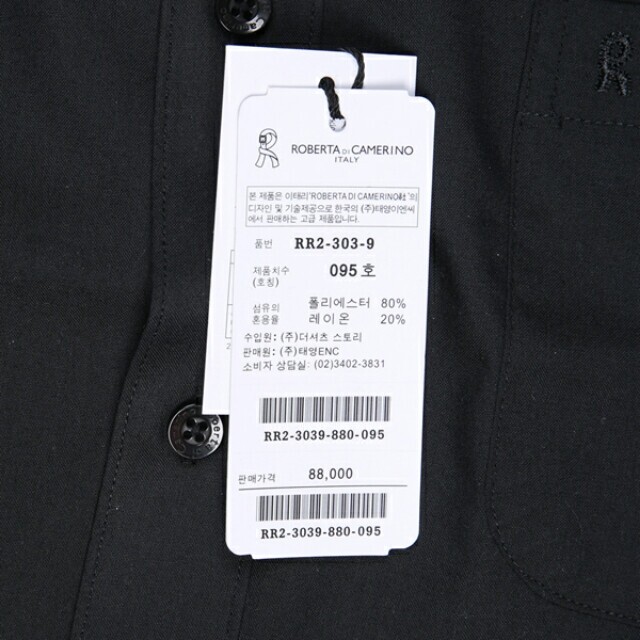 R
R
ROBERTA DI CAMERINO
ITALY
본 제품은 이태리 'ROBERTA DI CAMERINO社'의
디자인 및 기술제공으로 한국의 (주)태영이엔씨
에서 판매하는 고급 제품입니다.
품번 RR2-303-9
제품치수 095호
(호칭)
섬유의 폴리에스터 80%
혼용율 레이온 20%
수입원: (주)더셔츠 스토리
판매원: (주)태영ENC
소비자 상담실: (02)3402-3831
RR2-3039-880-095
판매가격 88,000
RR2-3039-880-095